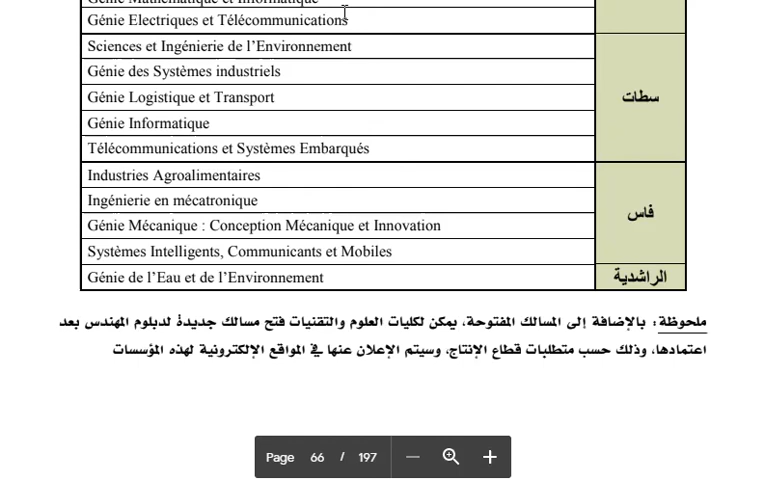 Génie Mathématique et Informatique
Génie Electriques et Télécommunications
Sciences et Ingénierie de l'Environnement
Génie des Systèmes industriels
Génie Logistique et Transport
Génie Informatique
Télécommunications et Systèmes Embarqués
سطات
Industries Agroalimentaires
Ingénierie en mécatronique
Génie Mécanique : Conception Mécanique et Innovation
Systèmes Intelligents, Communicants et Mobiles
فاس
Génie de l'Eau et de l'Environnement
الراشدية
ملحوظة: بالإضافة إلى المسالك المفتوحة، يمكن لكليات العلوم والتقنيات فتح مسالك جديدة لدبلوم المهندس بعد
اعتمادها، وذلك حسب متطلبات قطاع الإنتاج، وسيتم الإعلان عنها في المواقع الإلكترونية لهذه المؤسسات
Page 66 / 197